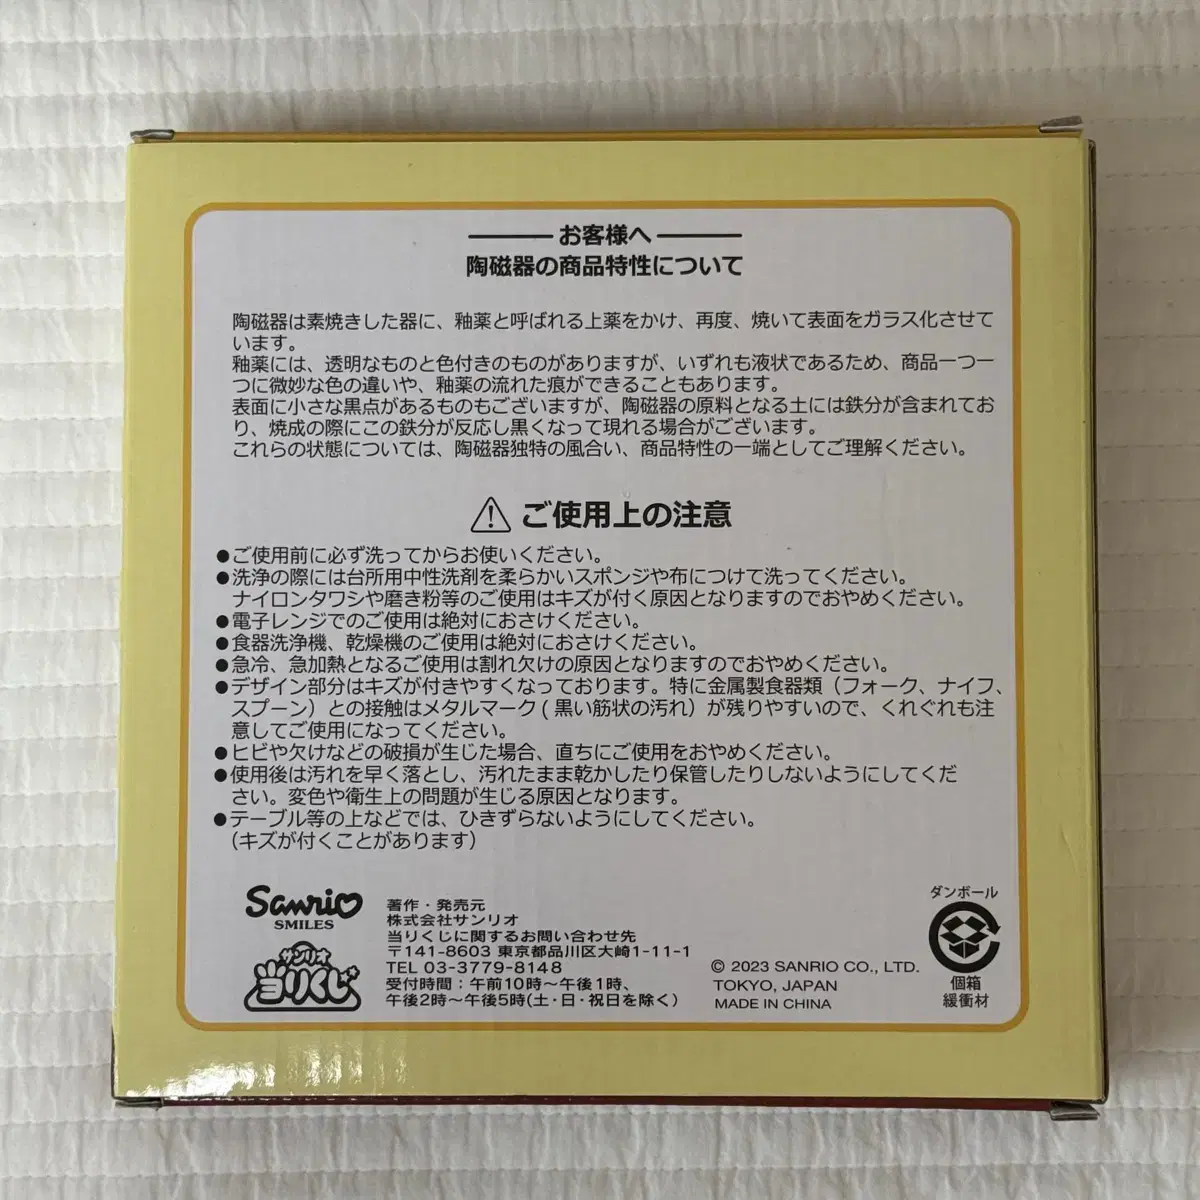 お客様へ
陶磁器の商品特性について
陶磁器は素焼きした器に、釉薬と呼ばれる上薬をかけ、再度、焼いて表面をガラス化させて
います。
釉薬には、透明なものと色付きのものがありますが、いずれも液状であるため、商品一つ一
つに微妙な色の違いや、釉薬の流れた痕ができることもあります。
表面に小さな黒点があるものもございますが、陶磁器の原料となる土には鉄分が含まれてお
り、焼成の際にこの鉄分が反応し黒くなって現れる場合がございます。
これらの状態については、陶磁器独特の風合い、商品特性の一端としてご理解ください。
ご使用上の注意
●ご使用前に必ず洗ってからお使いください。
●洗浄の際には台所用中性洗剤を柔らかいスポンジや布につけて洗ってください。
ナイロンタワシや磨き粉等のご使用はキズが付く原因となりますのでおやめください。
●電子レンジでのご使用は絶対におさけください。
●食器洗浄機、乾燥機のご使用は絶対におさけください。
●急冷、急加熱となるご使用は割れ欠けの原因となりますのでおやめください。
●デザイン部分はキズが付きやすくなっております。特に金属製食器類（フォーク、ナイフ、
スプーン）との接触はメタルマーク(黒い筋状の汚れ）が残りやすいので、くれぐれも注
意してご使用になってください。
●ヒビや欠けなどの破損が生じた場合、直ちにご使用をおやめください。
●使用後は汚れを早く落とし、汚れたまま乾かしたり保管したりしないようにしてくだ
さい。変色や衛生上の問題が生じる原因となります。
●テーブル等の上などでは、ひきずらないようにしてください。
（キズが付くことがあります）
Sanrio
SMILES
サンリオ
当りくじ
著作・発売元
株式会社サンリオ
当りくじに関するお問い合わせ先
〒141-8603 東京都品川区大崎1-11-1
TEL 03-3779-8148
受付時間：午前10時〜午後1時、
午後2時〜午後5時(土・日・祝日を除く）
© 2023 SANRIO CO., LTD.
TOKYO, JAPAN
MADE IN CHINA
ダンボール
個箱
緩衝材